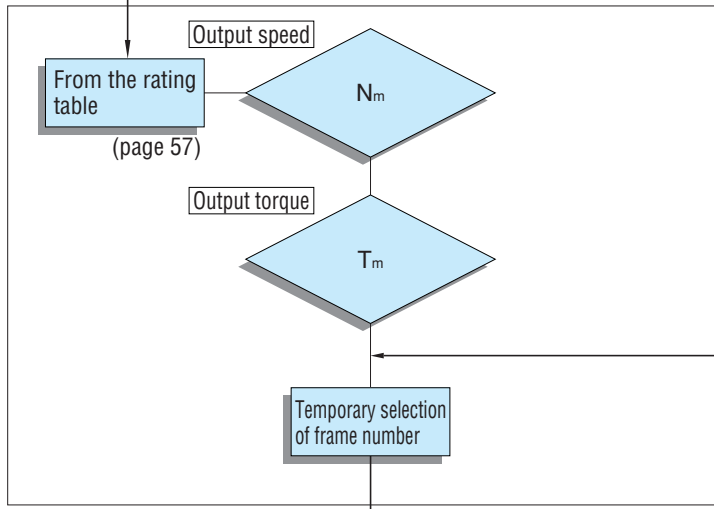 Output speed
From the rating
table
Nm
(page 57)
Output torque
Tm
Temporary selection
of frame number